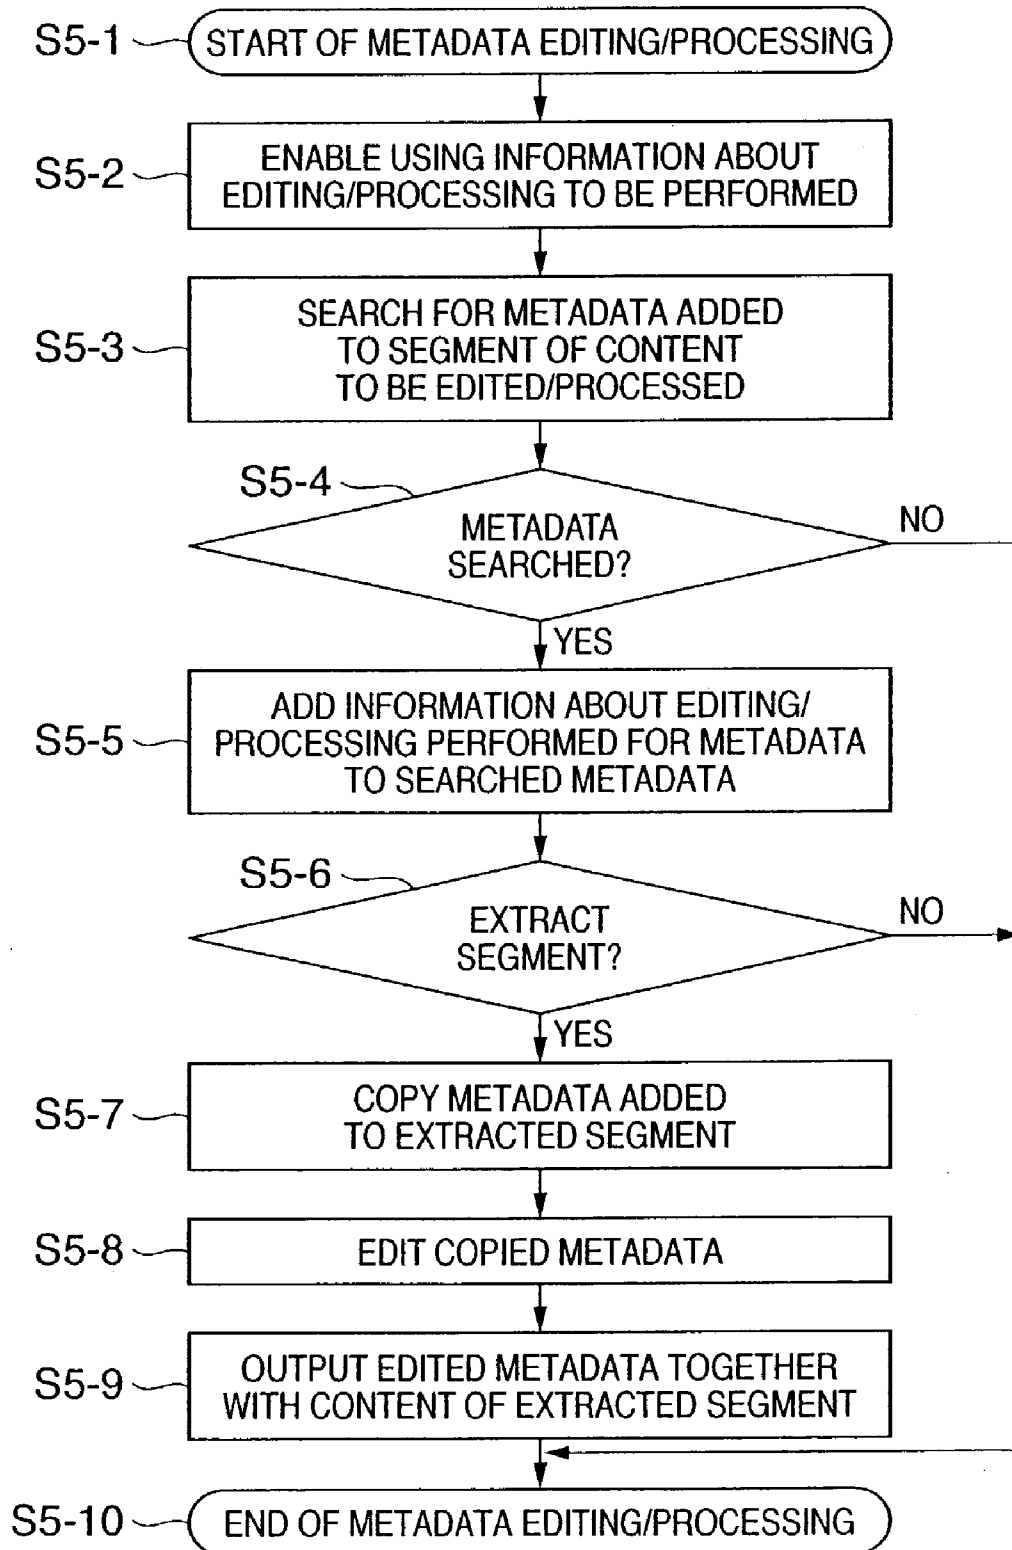 S5-1
START OF METADATA EDITING/PROCESSING
S5-2
ENABLE USING INFORMATION ABOUT
EDITING/PROCESSING TO BE PERFORMED
S5-3
SEARCH FOR METADATA ADDED
TO SEGMENT OF CONTENT
TO BE EDITED/PROCESSED
S5-4
METADATA
SEARCHED?
NO
YES
S5-5
ADD INFORMATION ABOUT EDITING/
PROCESSING PERFORMED FOR METADATA
TO SEARCHED METADATA
S5-6
EXTRACT
SEGMENT?
NO
YES
S5-7
COPY METADATA ADDED
TO EXTRACTED SEGMENT
S5-8
EDIT COPIED METADATA
S5-9
OUTPUT EDITED METADATA TOGETHER
WITH CONTENT OF EXTRACTED SEGMENT
S5-10
END OF METADATA EDITING/PROCESSING